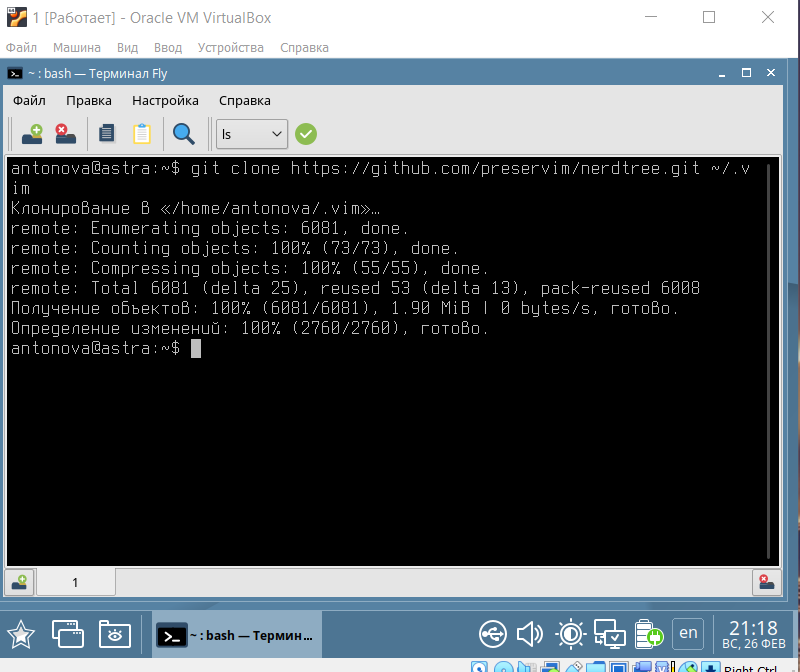 1 [Работает] - Oracle VM VirtualBox
Файл Машина Вид Ввод Устройства Справка
~ : bash — Терминал Fly
Файл Правка Настройка Справка
ls
antonova@astra:~$ git clone https://github.com/preservim/nerdtree.git ~/.v
im
Клонирование в «/home/antonova/.vim»…
remote: Enumerating objects: 6081, done.
remote: Counting objects: 100% (73/73), done.
remote: Compressing objects: 100% (55/55), done.
remote: Total 6081 (delta 25), reused 53 (delta 13), pack-reused 6008
Получение объектов: 100% (6081/6081), 1.90 MiB | 0 bytes/s, готово.
Определение изменений: 100% (2760/2760), готово.
antonova@astra:~$
1
~ : bash — Термин...
en
21:18
ВС, 26 ФЕВ
Right Ctrl